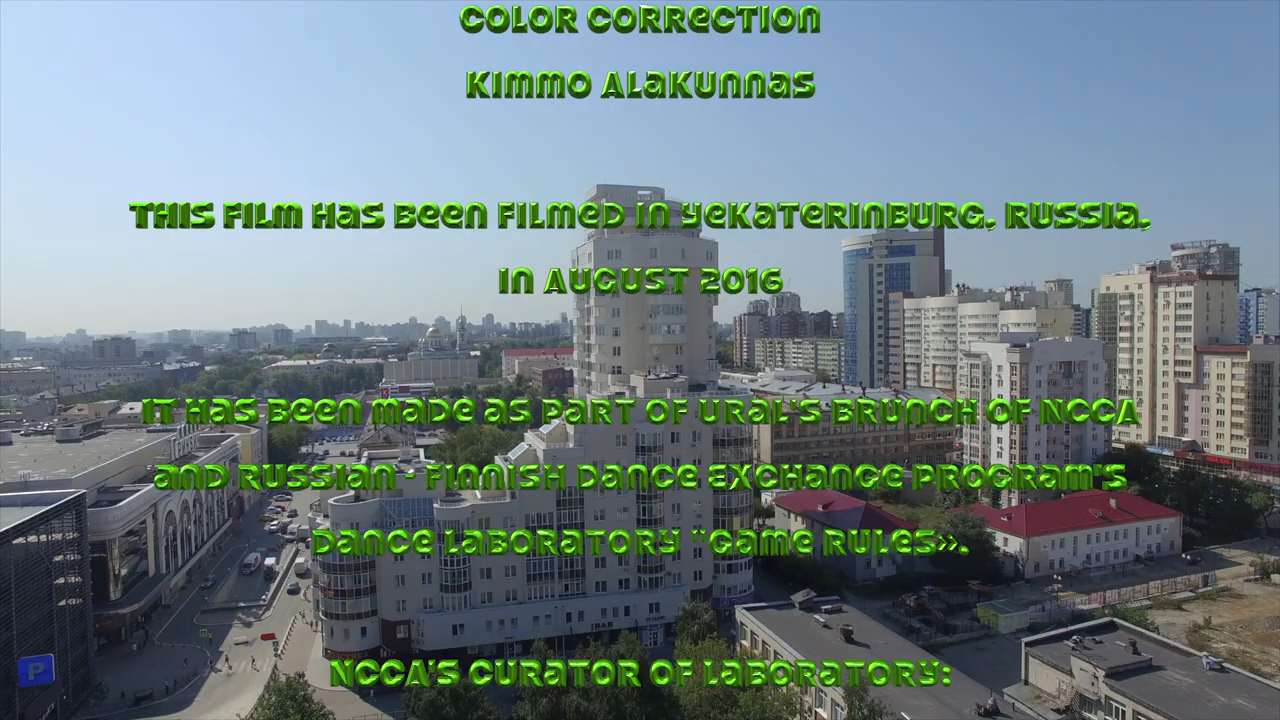 COLOR CORRECTION
KIMMO ALAKUNNAS
THIS FILM HAS BEEN FILMED IN YEKATERINBURG, RUSSIA,
IN AUGUST 2016
IT HAS BEEN MADE AS PART OF URAL'S BRUNCH OF NCCA
AND RUSSIAN - FINNISH DANCE EXCHANGE PROGRAM'S
DANCE LABORATORY "GAME RULES».
R&B
P
NCCA'S CURATOR OF LABORATORY: